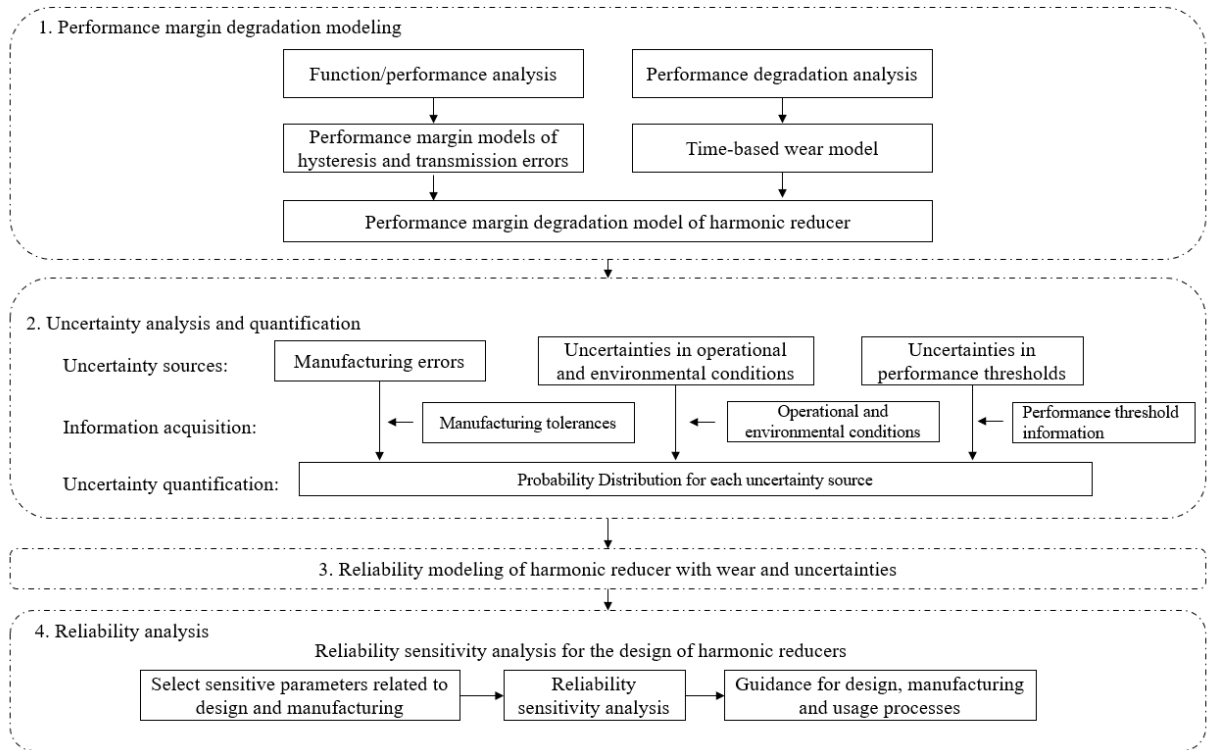 1. Performance margin degradation modeling
Function/performance analysis
Performance degradation analysis
Performance margin models of
hysteresis and transmission errors
Time-based wear model
Performance margin degradation model of harmonic reducer
2. Uncertainty analysis and quantification
Uncertainty sources:
Manufacturing errors
Uncertainties in operational
and environmental conditions
Uncertainties in
performance thresholds
Information acquisition:
Manufacturing tolerances
Operational and
environmental conditions
Performance threshold
information
Uncertainty quantification:
Probability Distribution for each uncertainty source
3. Reliability modeling of harmonic reducer with wear and uncertainties
4. Reliability analysis
Reliability sensitivity analysis for the design of harmonic reducers
Select sensitive parameters related to
design and manufacturing
Reliability
sensitivity analysis
Guidance for design, manufacturing
and usage processes